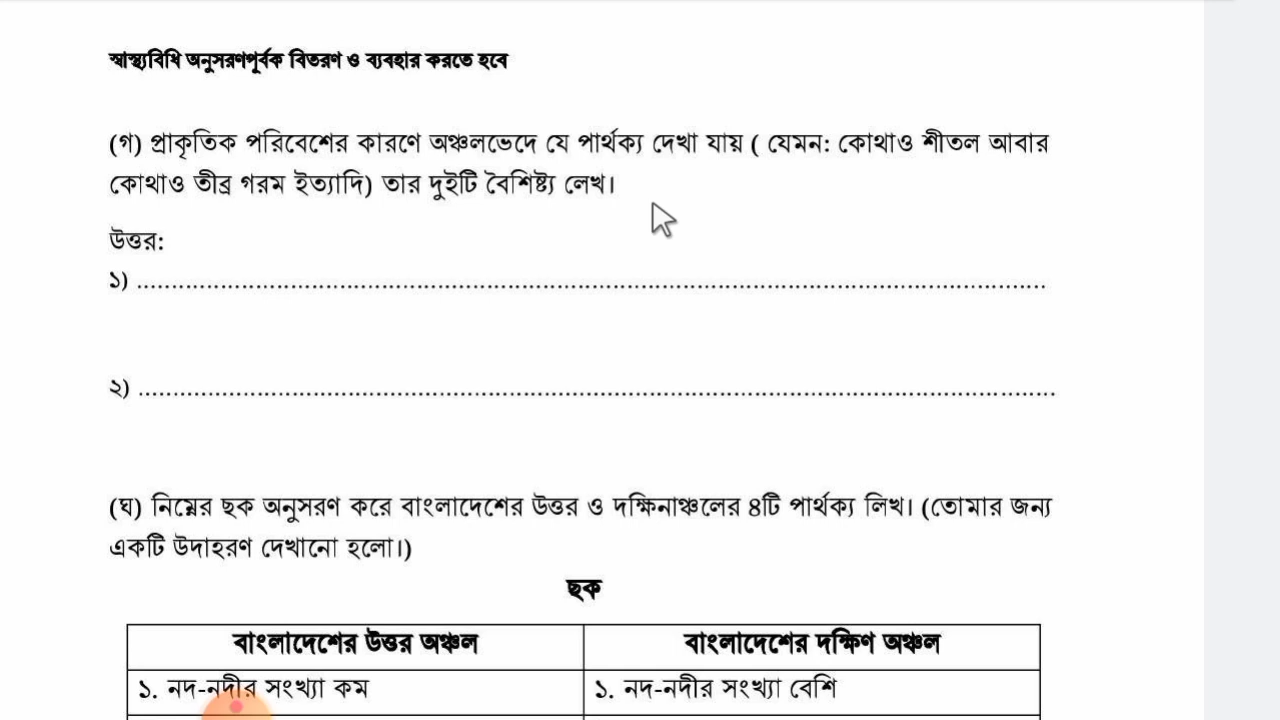 স্বাস্থ্যবিধি অনুসরণপূর্বক বিতরণ ও ব্যবহার করতে হবে
(গ) প্রাকৃতিক পরিবেশের কারণে অঞ্চলভেদে যে পার্থক্য দেখা যায় ( যেমন: কোথাও শীতল আবার
কোথাও তীব্র গরম ইত্যাদি) তার দুইটি বৈশিষ্ট্য লেখ।
উত্তর:
১) ........................................................................................................................................
২) ........................................................................................................................................
(ঘ) নিম্নের ছক অনুসরণ করে বাংলাদেশের উত্তর ও দক্ষিনাঞ্চলের ৪টি পার্থক্য লিখ। (তোমার জন্য
একটি উদাহরণ দেখানো হলো।)
ছক
বাংলাদেশের উত্তর অঞ্চল বাংলাদেশের দক্ষিণ অঞ্চল
১. নদ-নদীর সংখ্যা কম ১. নদ-নদীর সংখ্যা বেশি